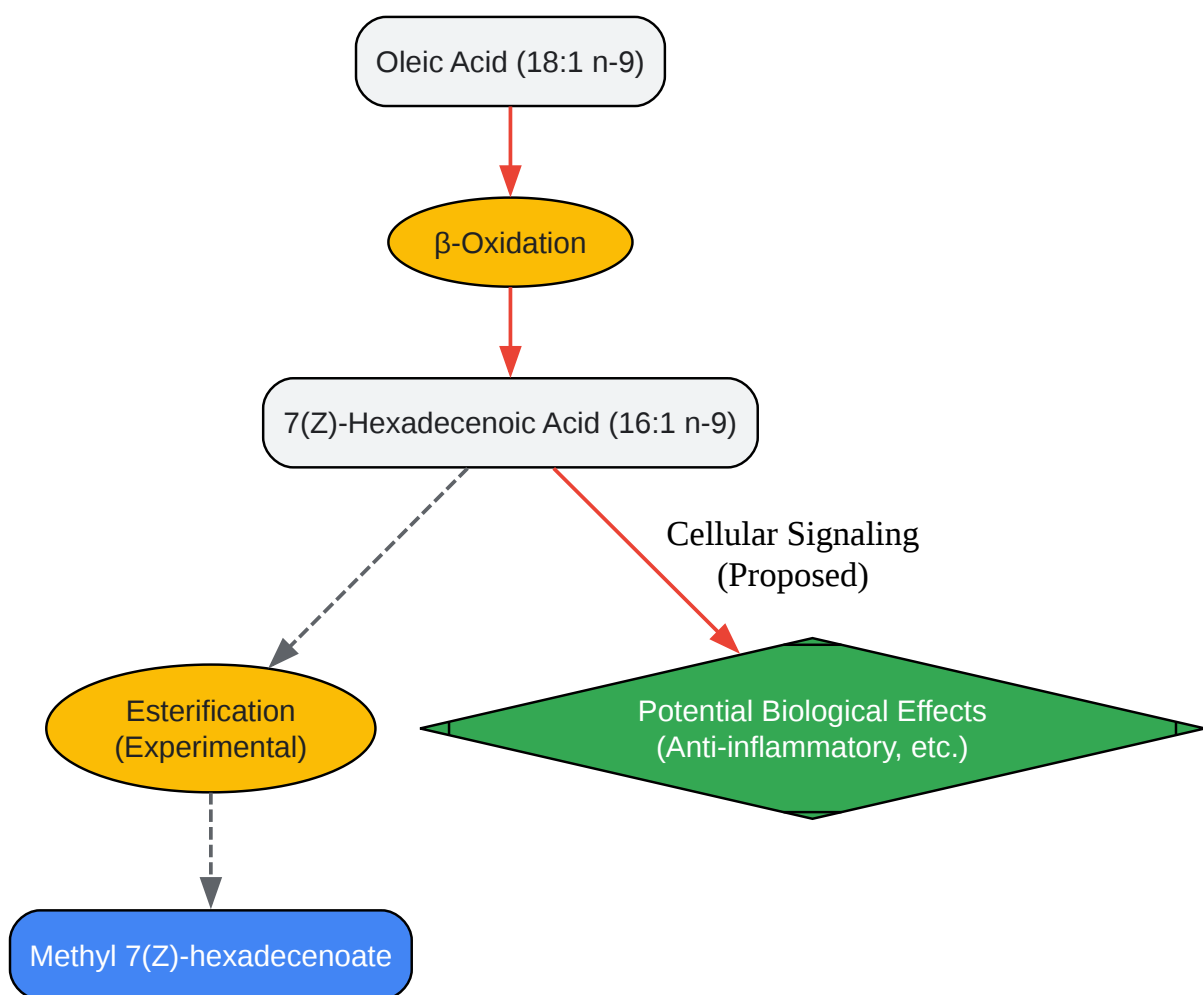 Oleic Acid (18:1 n-9)
β-Oxidation
7(Z)-Hexadecenoic Acid (16:1 n-9)
Cellular Signaling
(Proposed)
Esterification
(Experimental)
Potential Biological Effects
(Anti-inflammatory, etc.)
Methyl 7(Z)-hexadecenoate